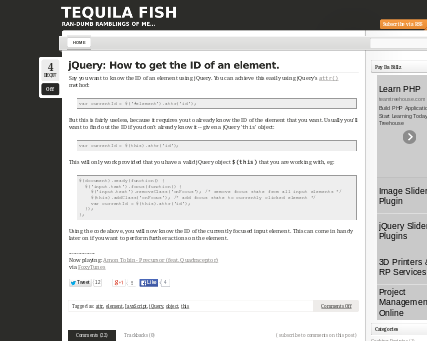 TEQUILA FISH
RAN-DUMB RAMBLINGS OF ME...
Subscribe via RSS
HOME
4
SEP/07
Off
jQuery: How to get the ID of an element.
Say you want to know the ID of an element using jQuery. You can achieve this easily using jQuery's attr()
method:
var currentId = $('#element').attr('id');
But this is fairly useless, because it requires you to already know the ID of the element that you want. Usually you'll
want to find out the ID if you don't already know it – given a jQuery 'this' object:
var currentId = $(this).attr('id');
This will only work provided that you have a valid jQuery object $(this) that you are working with, eg:
$(document).ready(function() {
$('input.text').focus(function() {
$('input.text').removeClass('onFocus'); /* remove focus state from all input elements */
$(this).addClass('onFocus'); /* add focus state to currently clicked element */
var currentId = $(this).attr('id');
});
});
Using the code above, you will now know the ID of the currently focused input element. This can come in handy
later on if you want to perform further actions on the element.
Now playing: Amon Tobin - Precursor (feat. Quadraceptor)
via FoxyTunes
Tweet 12
Like 4
Tagged as: attr, element, JavaScript, jQuery, object, this
Comments Off
Comments (22)
Trackbacks (0)
( subscribe to comments on this post )
Pay Da Billz
Learn PHP
teamtreehouse.com
Build PHP Applications
Start Learning Today
Treehouse
Image Slider
Plugin
jQuery Slider
Plugins
3D Printers &
RP Services
Project
Management
Online
Categories